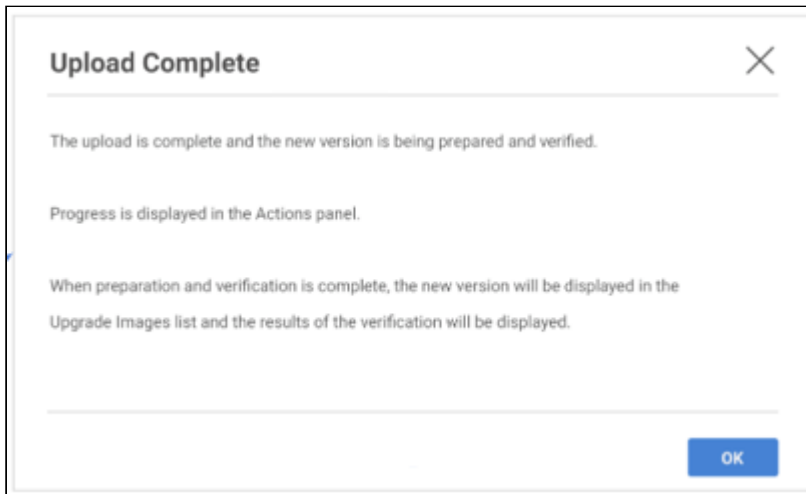 Upload Complete
The upload is complete and the new version is being prepared and verified.
Progress is displayed in the Actions panel.
When preparation and verification is complete, the new version will be displayed in the
Upgrade Images list and the results of the verification will be displayed.
OK